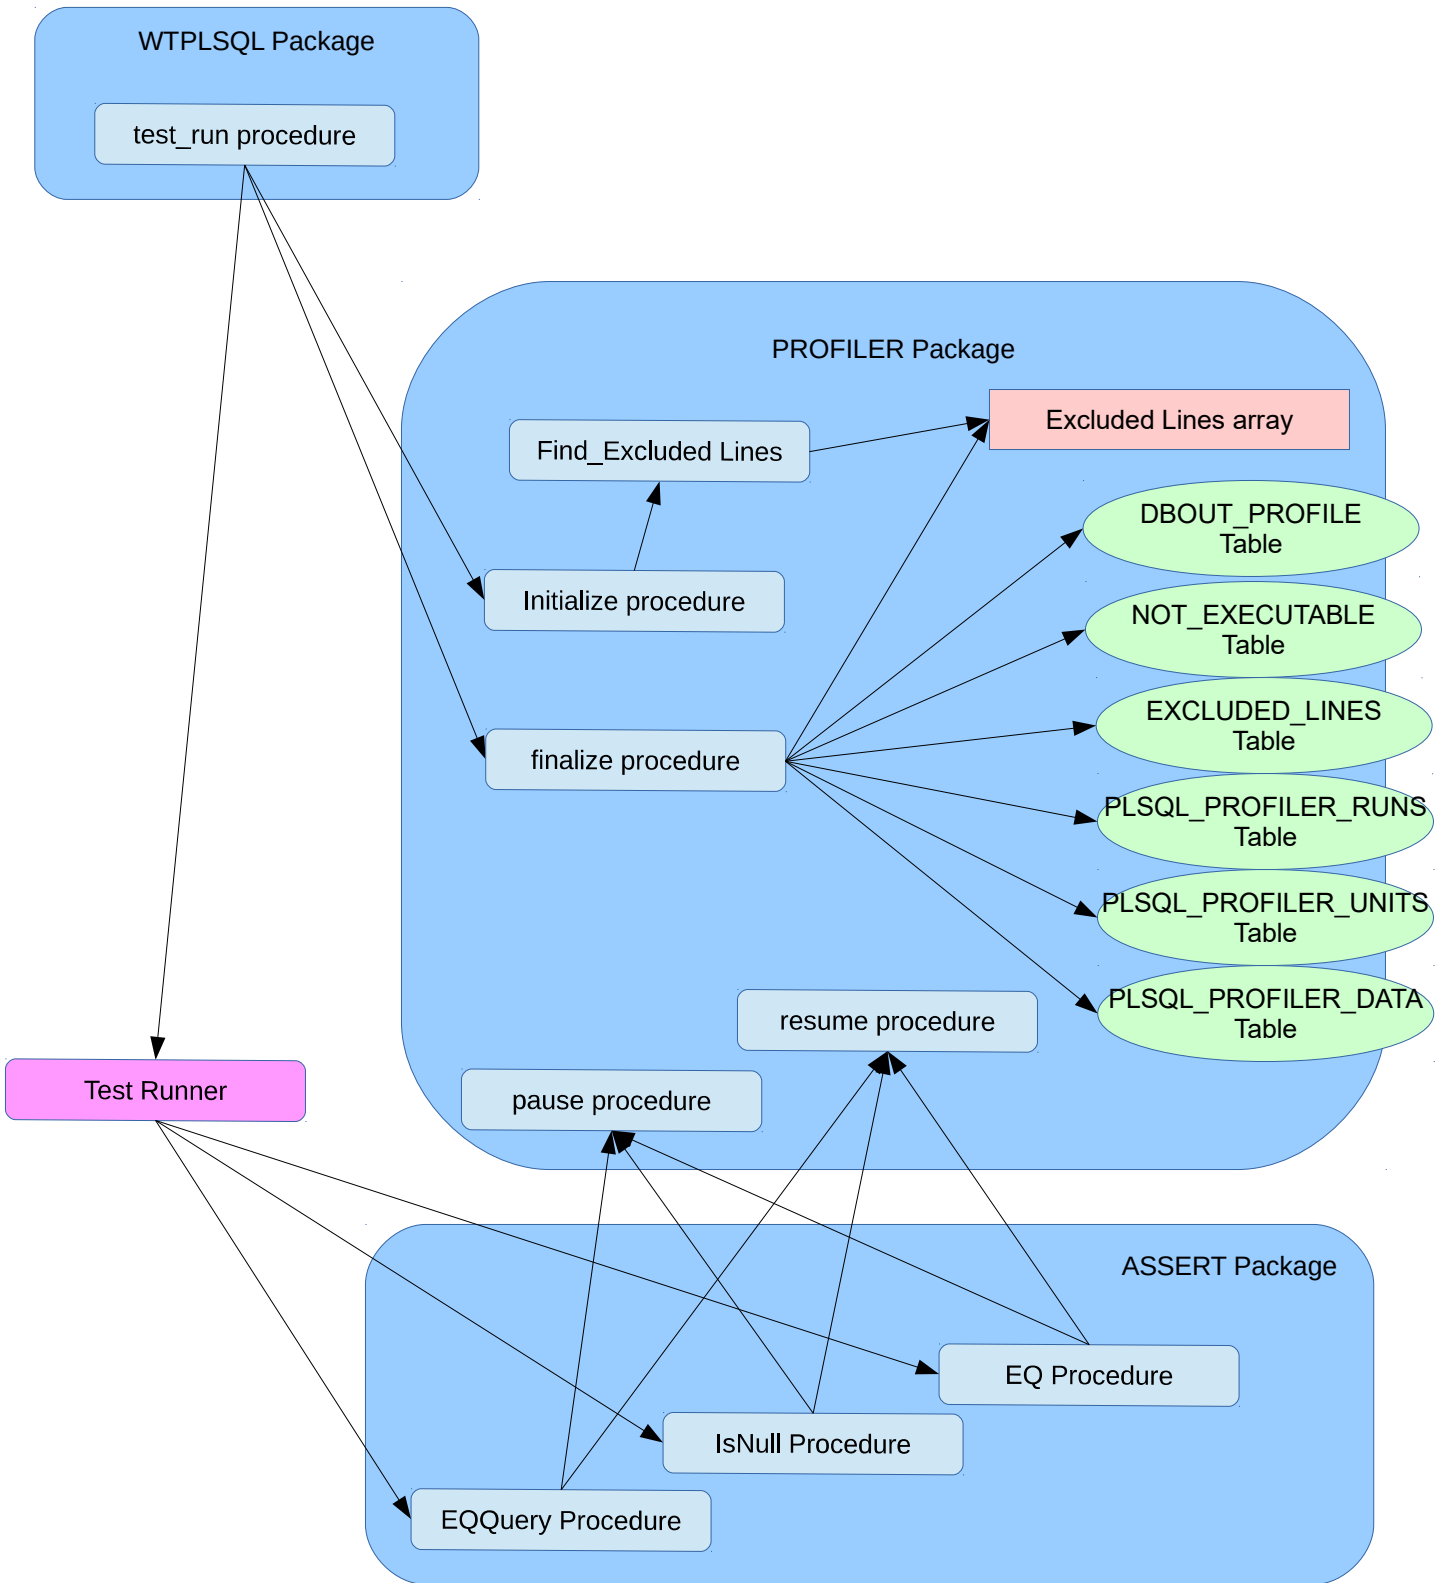 WTPLSQL Package
test_run procedure
PROFILER Package
Excluded Lines array
Find_Excluded Lines
DBOUT_PROFILE
Table
Initialize procedure
NOT_EXECUTABLE
Table
EXCLUDED_LINES
Table
finalize procedure
PLSQL_PROFILER_RUNS
Table
PLSQL_PROFILER_UNITS
Table
PLSQL_PROFILER_DATA
Table
resume procedure
Test Runner
pause procedure
ASSERT Package
EQ Procedure
IsNull Procedure
EQQuery Procedure